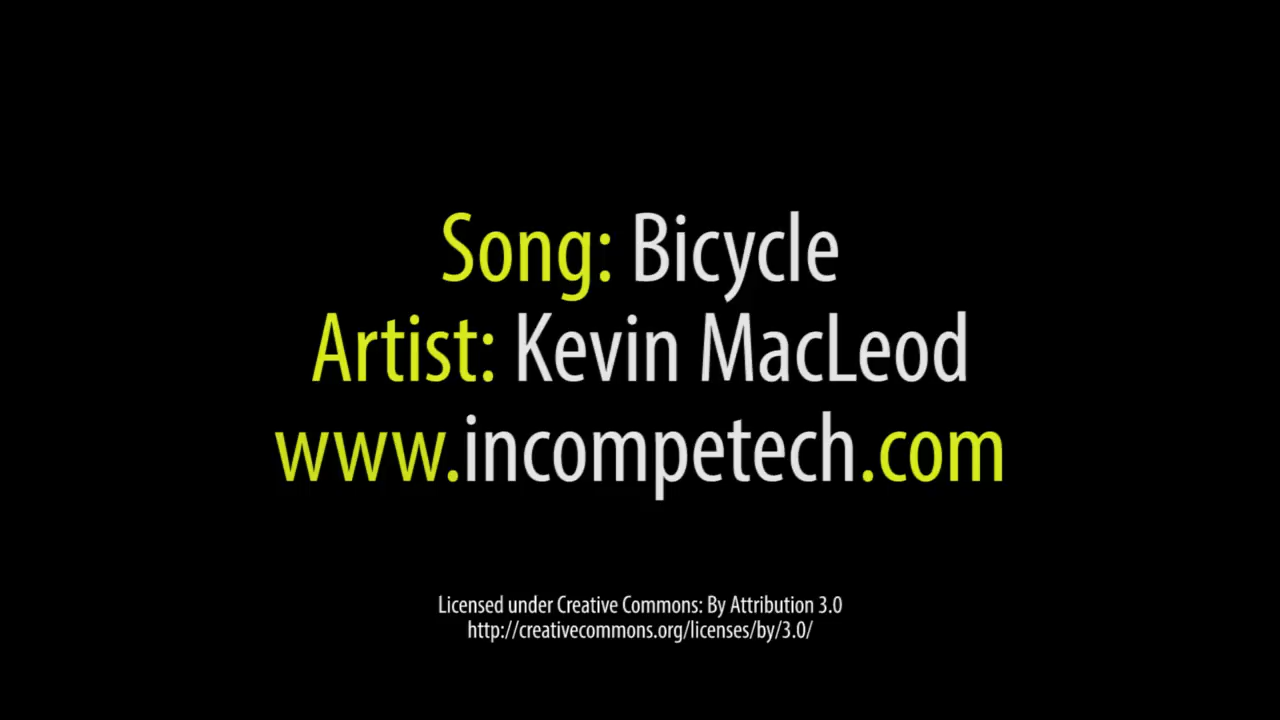 Song: Bicycle
Artist: Kevin MacLeod
www.incompetech.com
Licensed under Creative Commons: By Attribution 3.0
http://creativecommons.org/licenses/by/3.0/